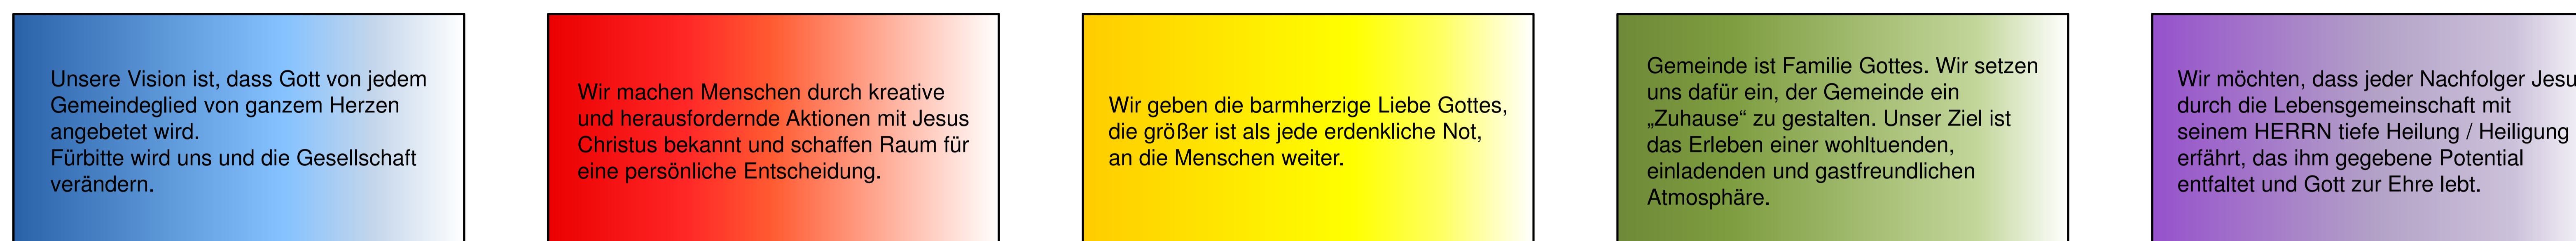 Unsere Vision ist, dass Gott von jedem
Gemeindeglied von ganzem Herzen
angebetet wird.
Fürbitte wird uns und die Gesellschaft
verändern.
Wir machen Menschen durch kreative
und herausfordernde Aktionen mit Jesus
Christus bekannt und schaffen Raum für
eine persönliche Entscheidung.
Wir geben die barmherzige Liebe Gottes,
die größer ist als jede erdenkliche Not,
an die Menschen weiter.
Gemeinde ist Familie Gottes. Wir setzen
uns dafür ein, der Gemeinde ein
„Zuhause“ zu gestalten. Unser Ziel ist
das Erleben einer wohltuenden,
einladenden und gastfreundlichen
Atmosphäre.
Wir möchten, dass jeder Nachfolger Jesu
durch die Lebensgemeinschaft mit
seinem HERRN tiefe Heilung / Heiligung
erfährt, das ihm gegebene Potential
entfaltet und Gott zur Ehre lebt.